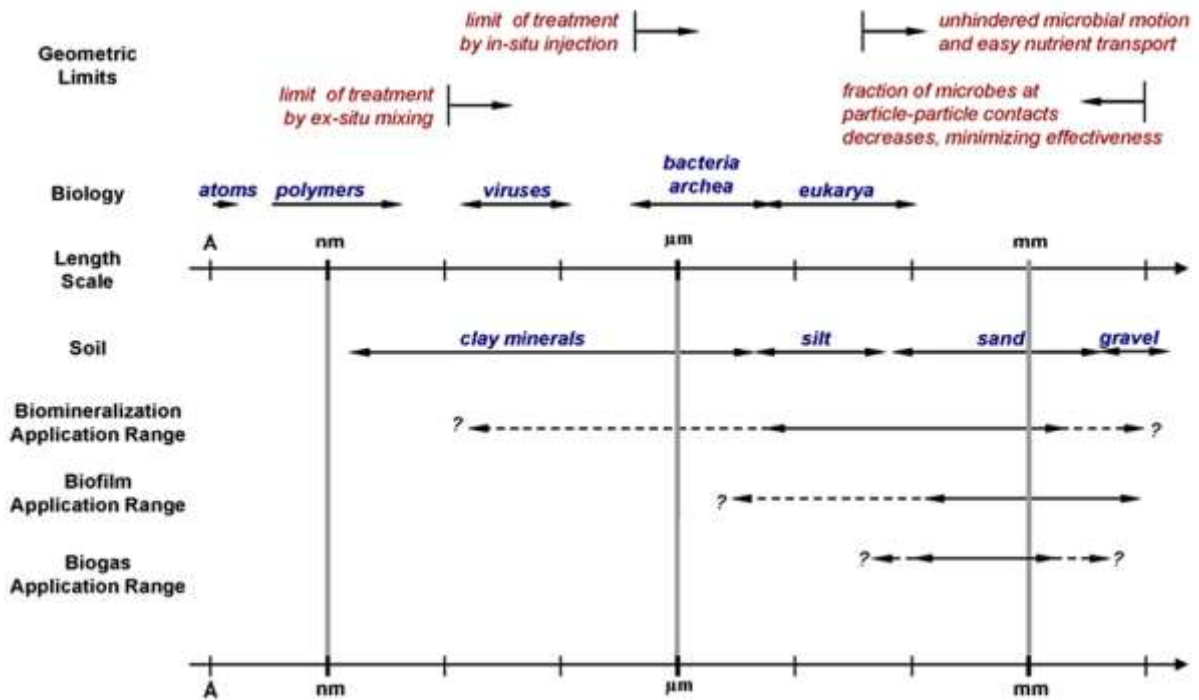 Geometric
Limits
limit of treatment
by in-situ injection
unhindered microbial motion
and easy nutrient transport
limit of treatment
by ex-situ mixing
fraction of microbes at
particle-particle contacts
decreases, minimizing effectiveness
Biology
atoms polymers viruses bacteria
archea eukarya
Length
Scale
A nm µm mm
Soil
clay minerals silt sand gravel
Biomineralization
Application Range
? ?
Biofilm
Application Range
?
Biogas
Application Range
? ?
A nm µm mm